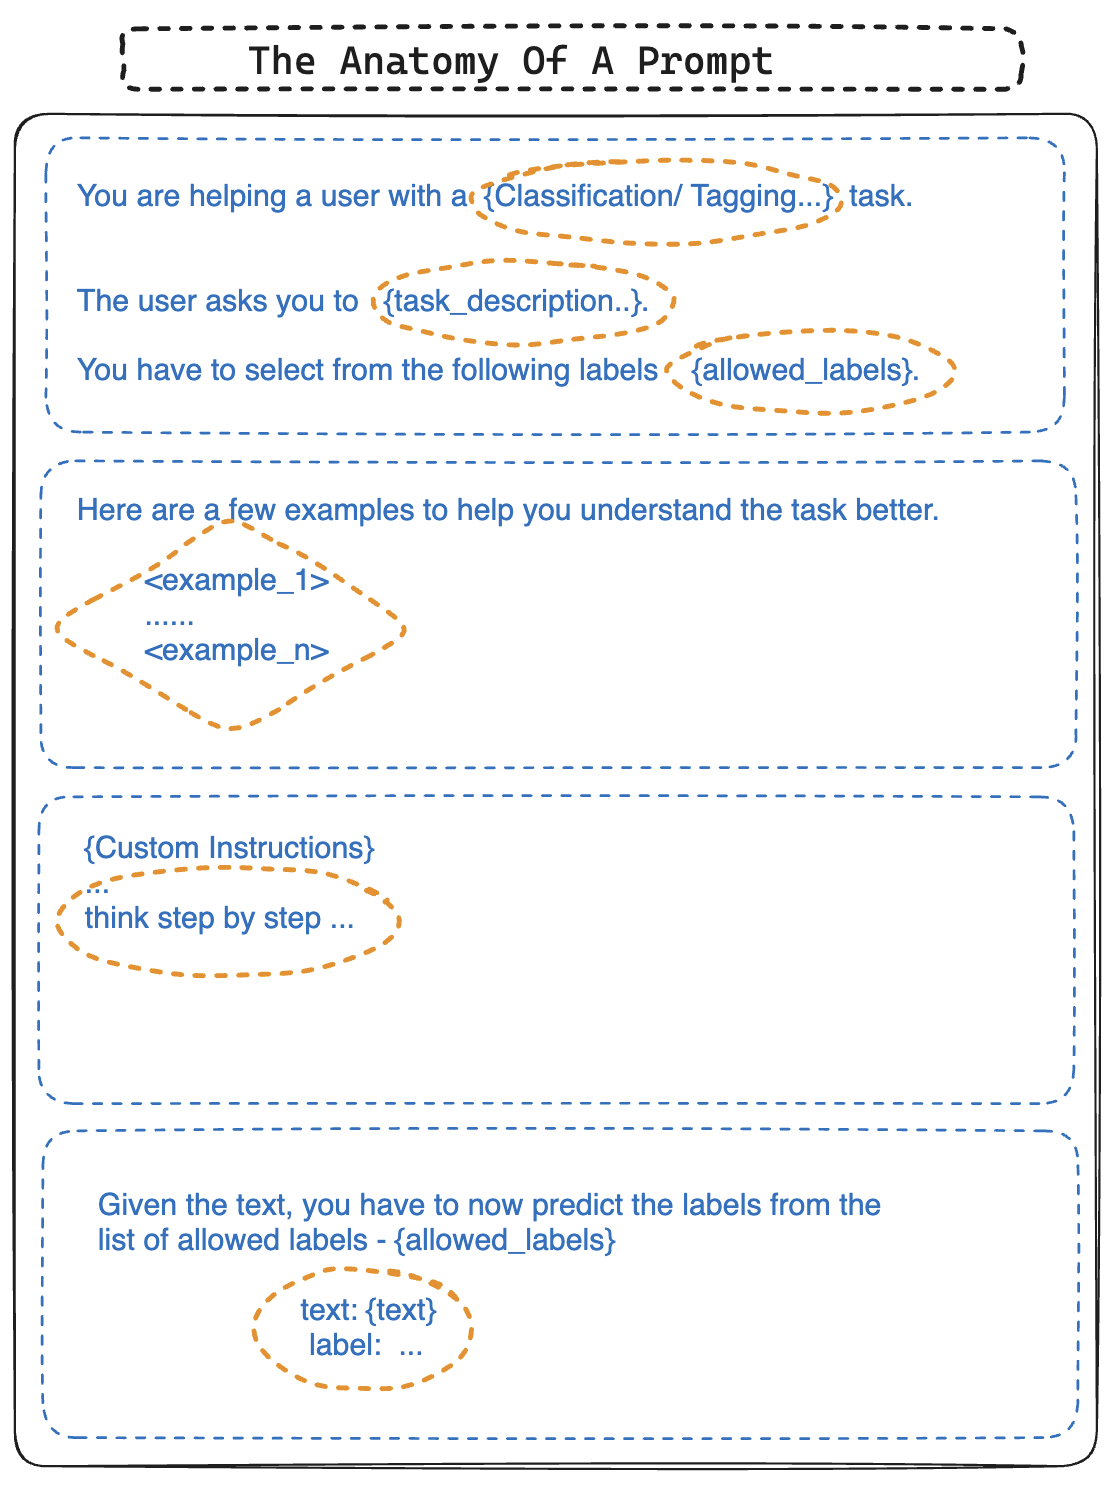 The Anatomy Of A Prompt
You are helping a user with a {Classification/ Tagging...} task.
The user asks you to {task_description..}.
You have to select from the following labels {allowed_labels}.
Here are a few examples to help you understand the task better.
<example_1>
......
<example_n>
{Custom Instructions}
...
think step by step ...
Given the text, you have to now predict the labels from the
list of allowed labels - {allowed_labels}
text: {text}
label: ...